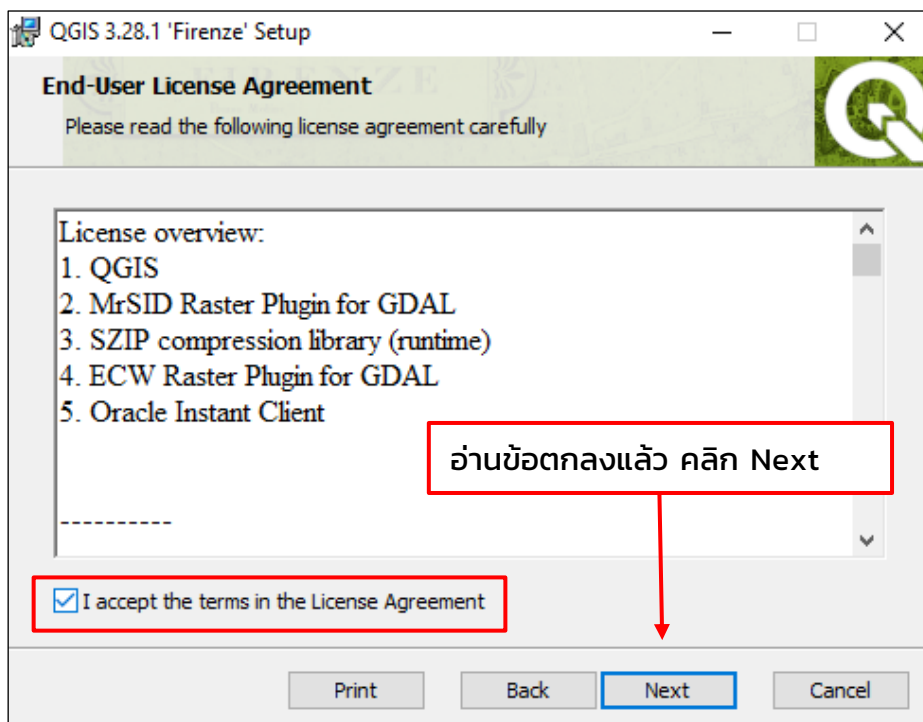 QGIS 3.28.1 'Firenze' Setup
FIRENZE
End-User License Agreement
Please read the following license agreement carefully
License overview:
1. QGIS
2. MrSID Raster Plugin for GDAL
3. SZIP compression library (runtime)
4. ECW Raster Plugin for GDAL
5. Oracle Instant Client
อ่านข้อตกลงแล้ว คลิก Next
----------
I accept the terms in the License Agreement
Print Back Next Cancel